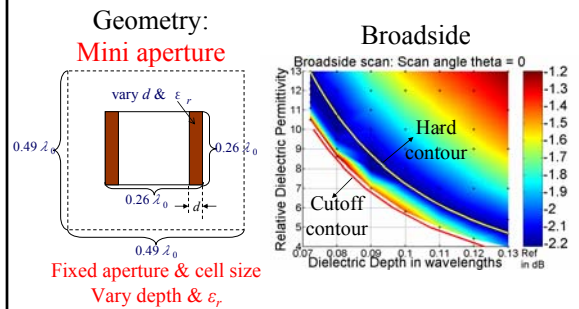 Geometry:
Mini aperture
vary d & ε_r
0.49 λ_0
0.26 λ_0
0.26 λ_0
d
0.49 λ_0
Fixed aperture & cell size
Vary depth & ε_r
Broadside
Broadside scan: Scan angle theta = 0
Relative Dielectric Permittivity
13
12
11
10
9
8
7
6
5
4
Hard
contour
Cutoff
contour
0.07 0.08 0.09 0.1 0.11 0.12 0.13
Dielectric Depth in wavelengths
-1.2
-1.3
-1.4
-1.5
-1.6
-1.7
-1.8
-1.9
-2
-2.1
-2.2
Ref
in dB